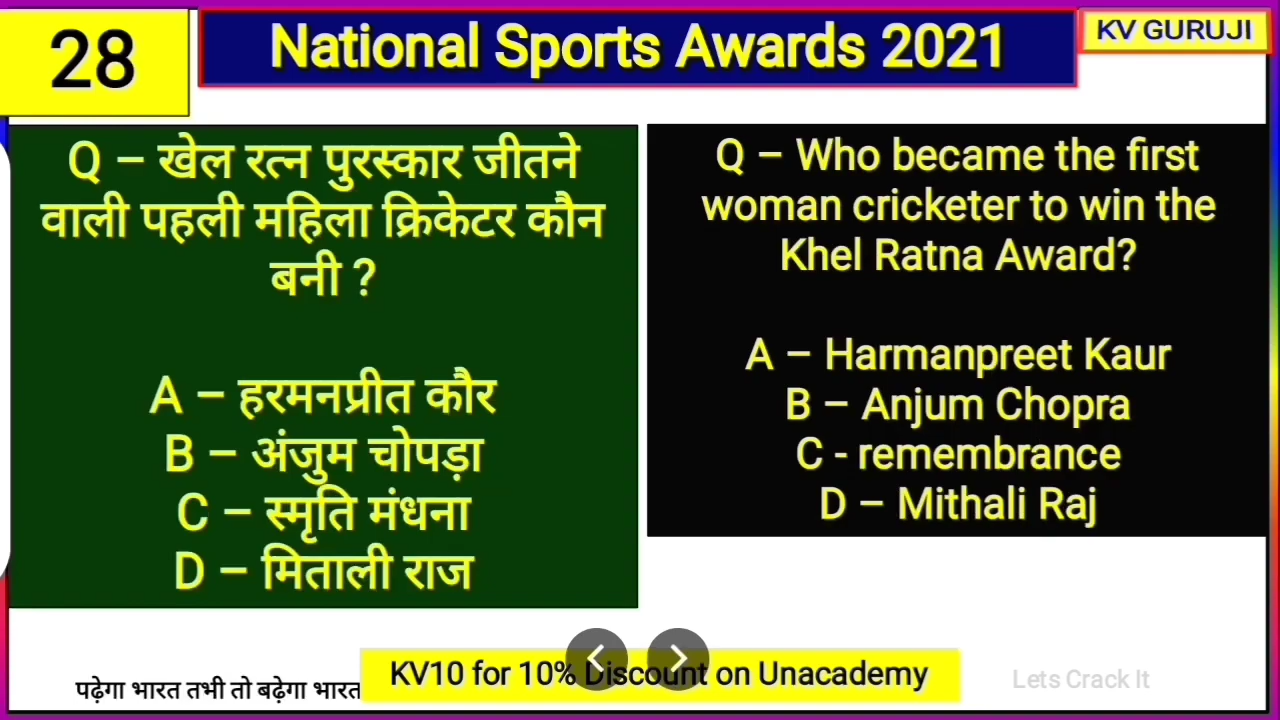 28
National Sports Awards 2021
KV GURUJI
Q – खेल रत्न पुरस्कार जीतने
वाली पहली महिला क्रिकेटर कौन
बनी ?
A – हरमनप्रीत कौर
B – अंजुम चोपड़ा
C – स्मृति मंधना
D – मिताली राज
Q – Who became the first
woman cricketer to win the
Khel Ratna Award?
A – Harmanpreet Kaur
B – Anjum Chopra
C - remembrance
D – Mithali Raj
पढ़ेगा भारत तभी तो बढ़ेगा भारत
KV10 for 10% Discount on Unacademy
Lets Crack It